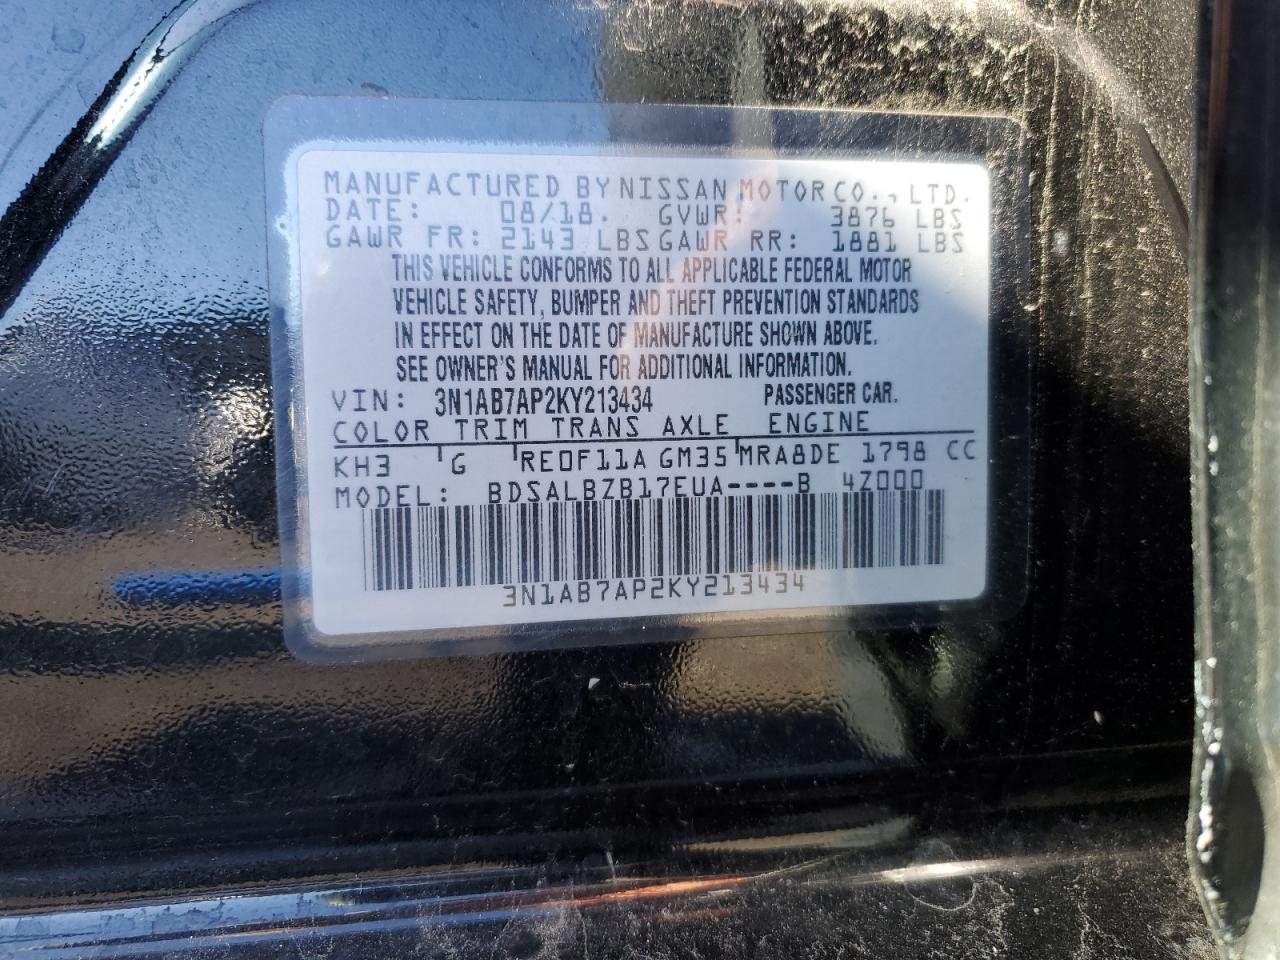 MANUFACTURED BY NISSAN MOTOR CO., LTD.
DATE: 08/18. GVWR: 3876 LBS
GAWR FR: 2143 LBS GAWR RR: 1881 LBS
THIS VEHICLE CONFORMS TO ALL APPLICABLE FEDERAL MOTOR
VEHICLE SAFETY, BUMPER AND THEFT PREVENTION STANDARDS
IN EFFECT ON THE DATE OF MANUFACTURE SHOWN ABOVE.
SEE OWNER'S MANUAL FOR ADDITIONAL INFORMATION.
VIN: 3N1AB7AP2KY213434 PASSENGER CAR.
COLOR TRIM TRANS AXLE ENGINE
KH3 G RE0F11A GM35 MRA8DE 1798 CC
MODEL: BDSALBZB17EUA----B 4Z000
3N1AB7AP2KY213434